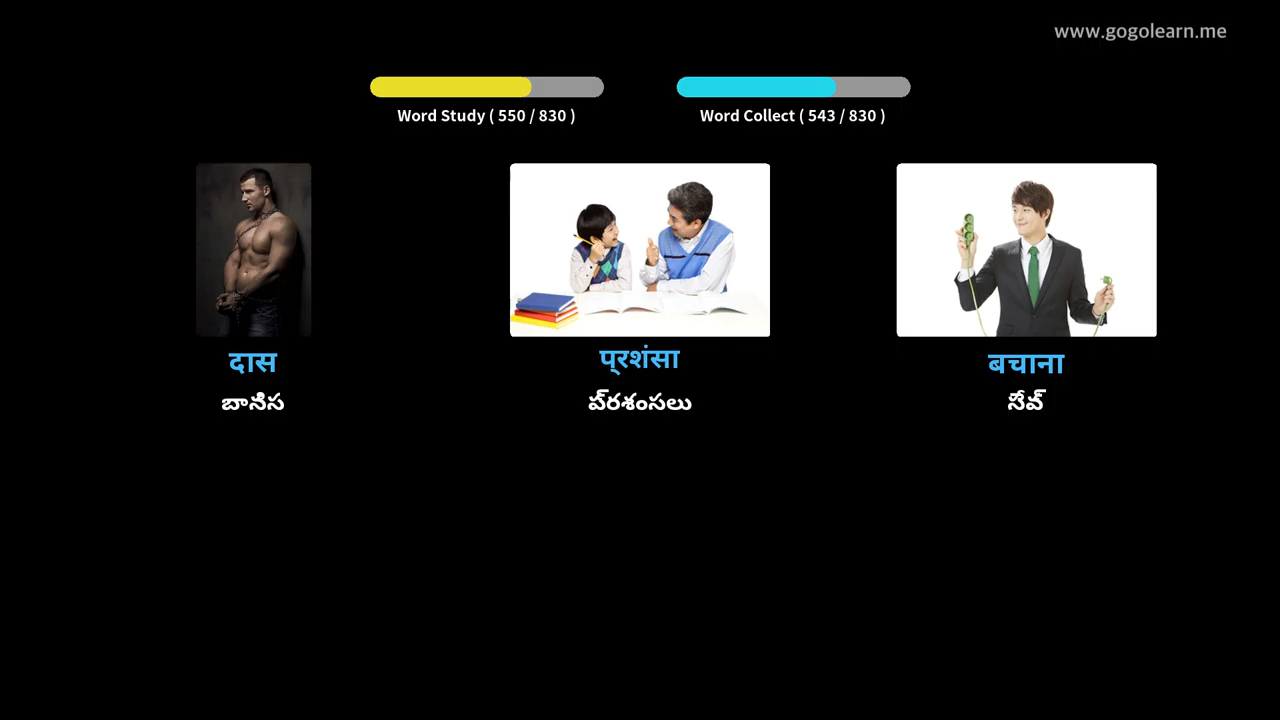 www.gogolearn.me
Word Study ( 550 / 830 )
Word Collect ( 543 / 830 )
दास
प्रशंसा
बचाना
బానిస
ప్రశంసలు
సేవ్